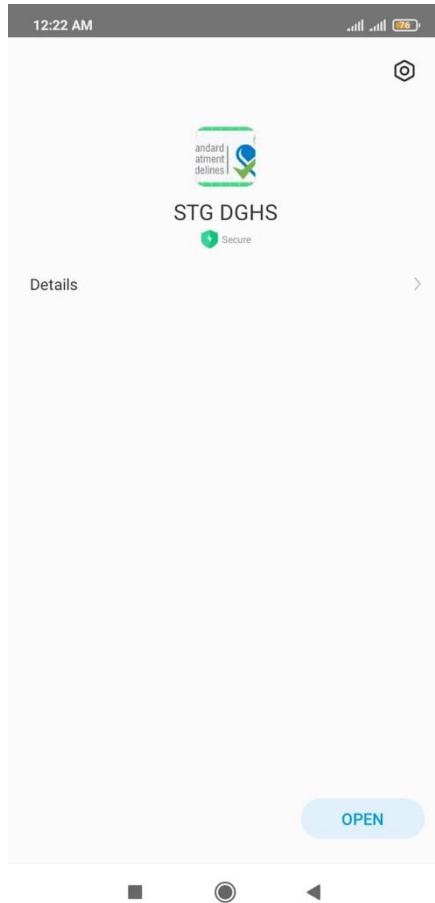 12:22 AM
76
andard
atment
delines
STG DGHS
Secure
Details
OPEN